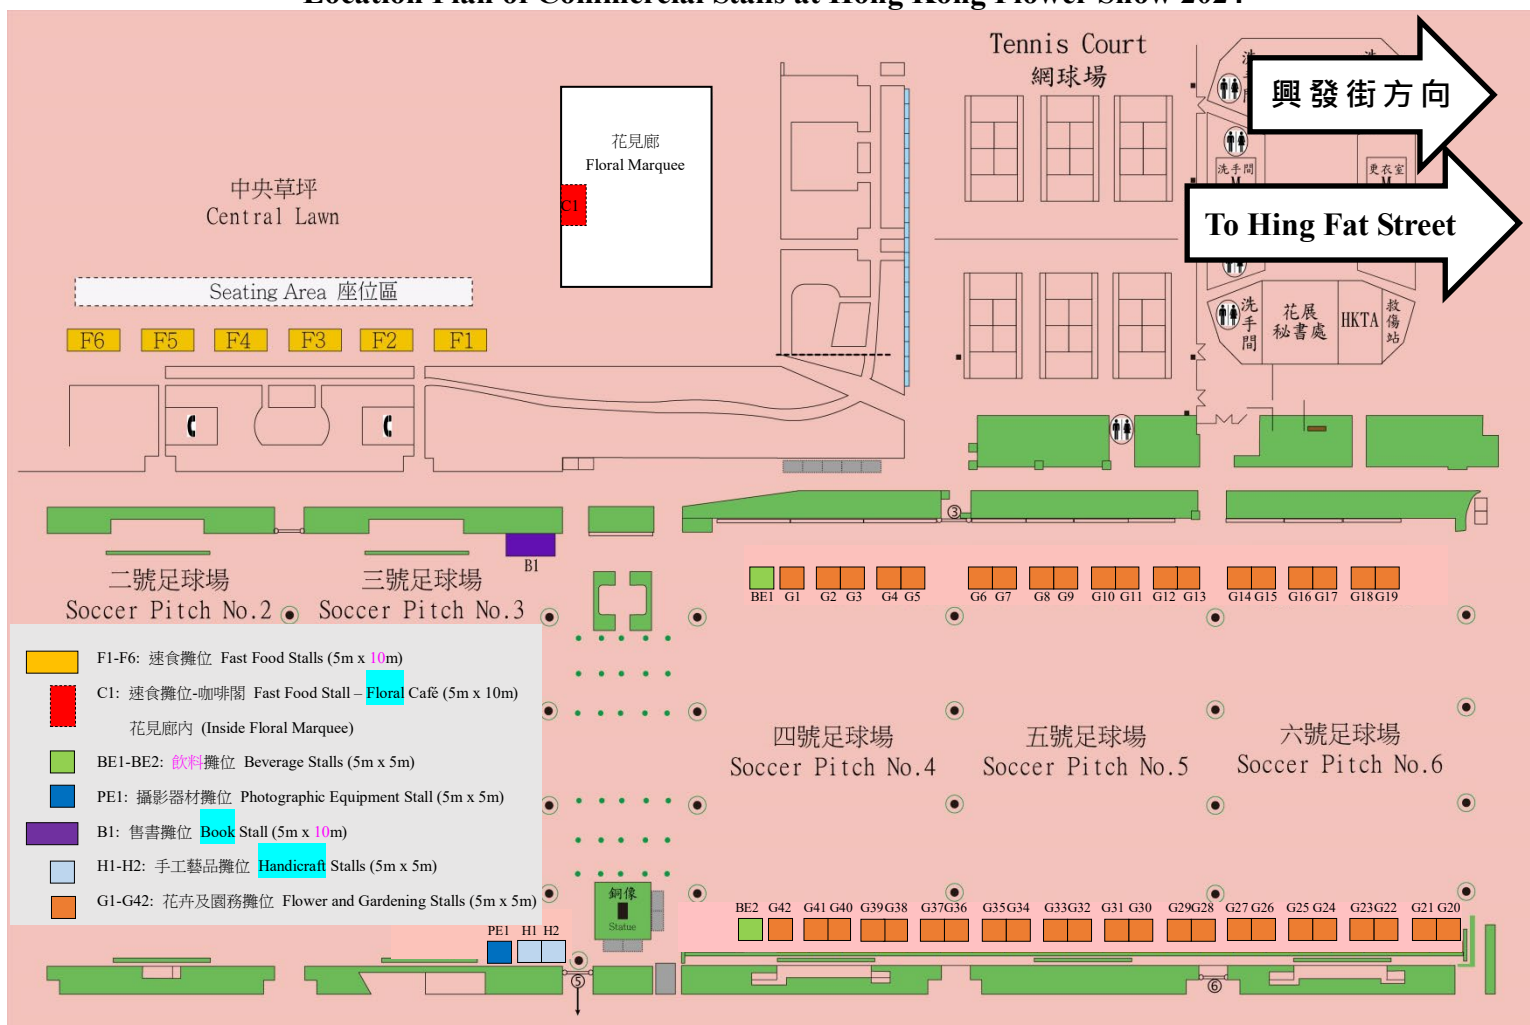 Location Plan of Commercial Stalls at Hong Kong Flower Show 2024
Tennis Court
網球場
興發街方向
To Hing Fat Street
洗手間
更衣室
花見廊
Floral Marquee
C1
中央草坪
Central Lawn
Seating Area 座位區
F6 F5 F4 F3 F2 F1
洗手間
花展
秘書處
HKTA
救傷站
③
B1
二號足球場
Soccer Pitch No.2
三號足球場
Soccer Pitch No.3
BE1 G1 G2 G3 G4 G5 G6 G7 G8 G9 G10 G11 G12 G13 G14 G15 G16 G17 G18 G19
F1-F6: 速食攤位 Fast Food Stalls (5m x 10m)
C1: 速食攤位-咖啡閣 Fast Food Stall – Floral Café (5m x 10m)
花見廊內 (Inside Floral Marquee)
BE1-BE2: 飲料攤位 Beverage Stalls (5m x 5m)
PE1: 攝影器材攤位 Photographic Equipment Stall (5m x 5m)
B1: 售書攤位 Book Stall (5m x 10m)
H1-H2: 手工藝品攤位 Handicraft Stalls (5m x 5m)
G1-G42: 花卉及園務攤位 Flower and Gardening Stalls (5m x 5m)
四號足球場
Soccer Pitch No.4
五號足球場
Soccer Pitch No.5
六號足球場
Soccer Pitch No.6
銅像
Statue
PE1 H1 H2
BE2 G42 G41 G40 G39 G38 G37 G36 G35 G34 G33 G32 G31 G30 G29 G28 G27 G26 G25 G24 G23 G22 G21 G20
⑤
⑥